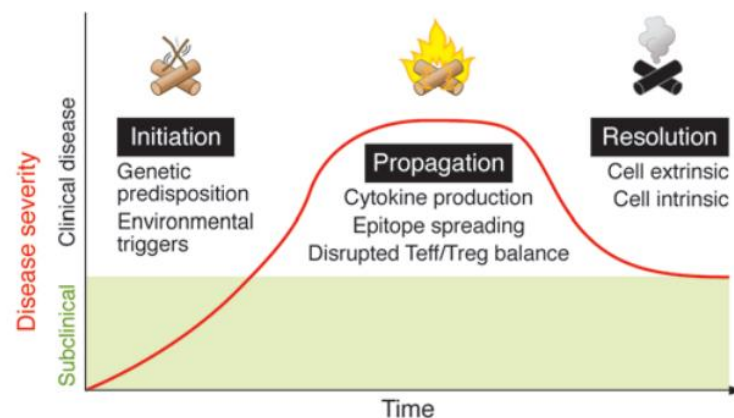 Initiation
Genetic
predisposition
Environmental
triggers
Propagation
Cytokine production
Epitope spreading
Disrupted Teff/Treg balance
Resolution
Cell extrinsic
Cell intrinsic
Disease severity
Clinical disease
Subclinical
Time